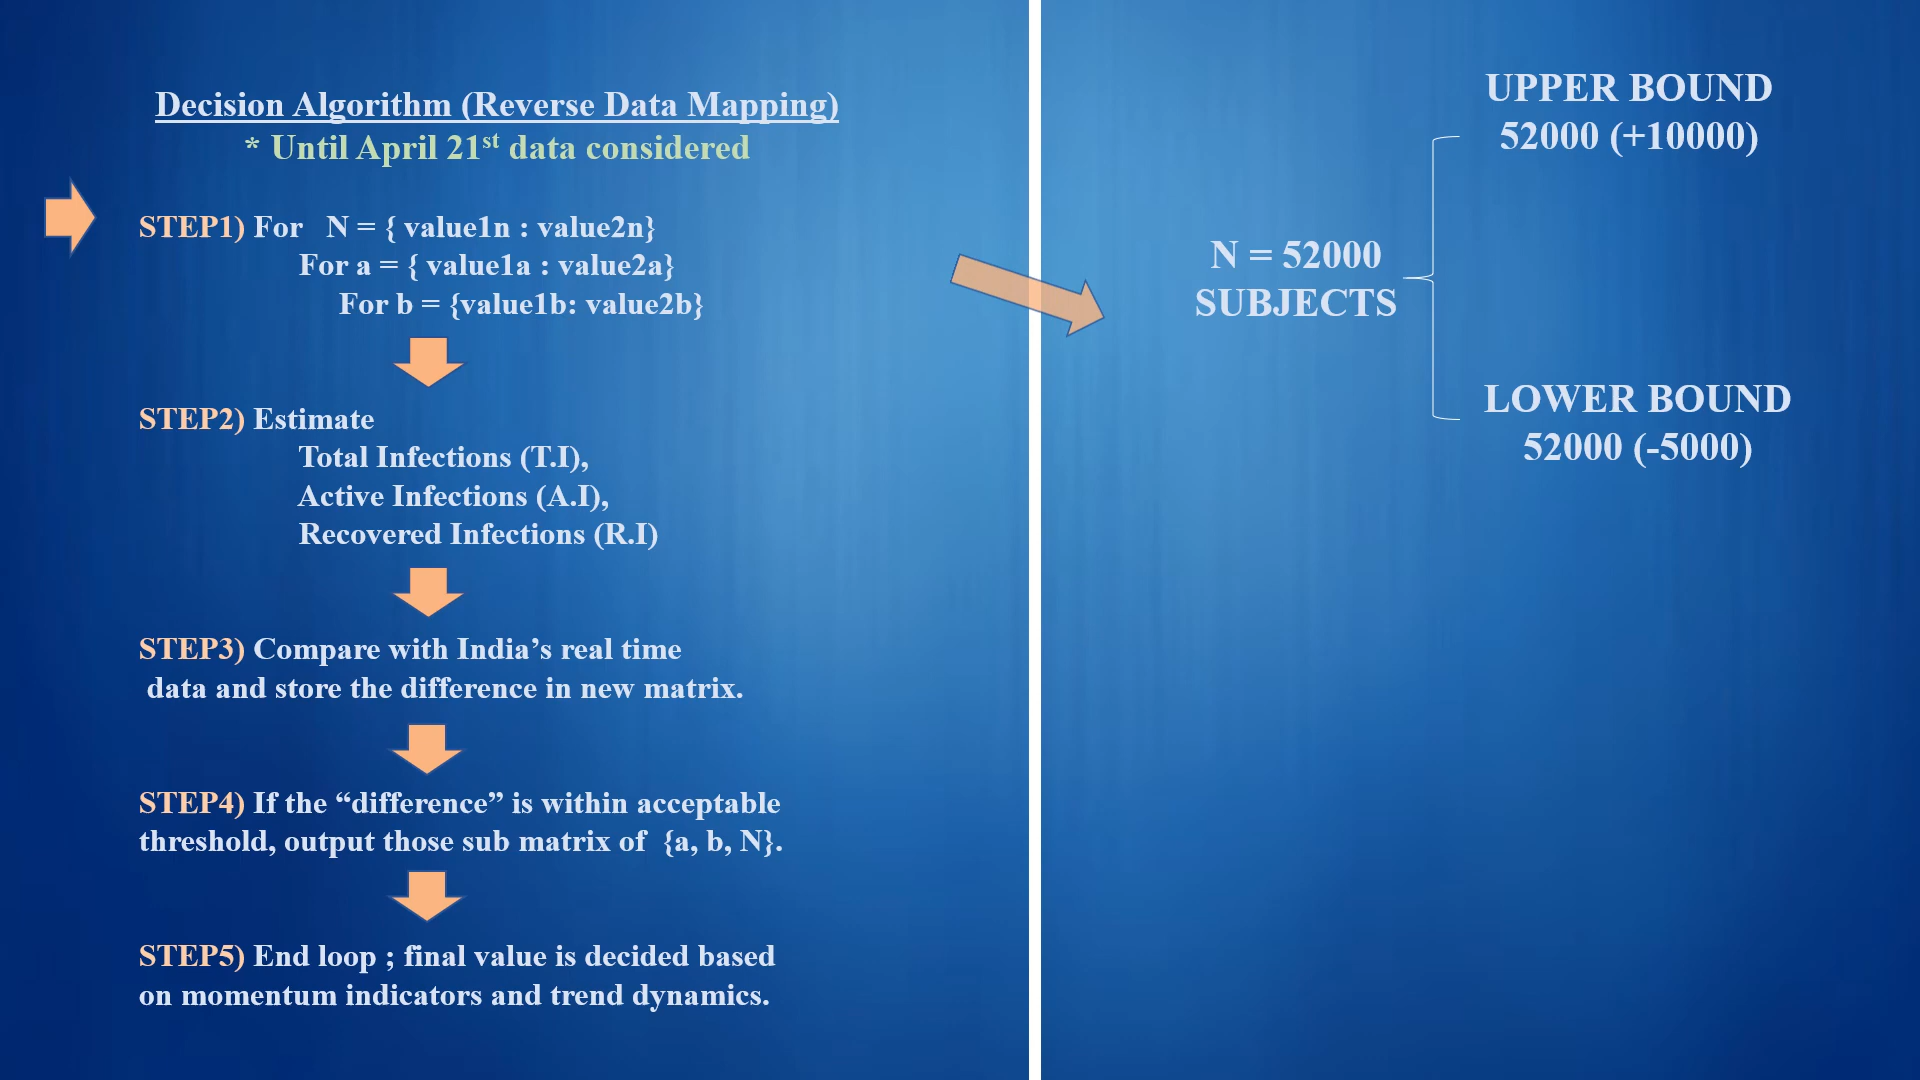 Decision Algorithm (Reverse Data Mapping)
* Until April 21st data considered
STEP1) For N = { value1n : value2n}
For a = { value1a : value2a}
For b = {value1b: value2b}
STEP2) Estimate
Total Infections (T.I),
Active Infections (A.I),
Recovered Infections (R.I)
STEP3) Compare with India’s real time
data and store the difference in new matrix.
STEP4) If the “difference” is within acceptable
threshold, output those sub matrix of {a, b, N}.
STEP5) End loop ; final value is decided based
on momentum indicators and trend dynamics.
N = 52000
SUBJECTS
UPPER BOUND
52000 (+10000)
LOWER BOUND
52000 (-5000)